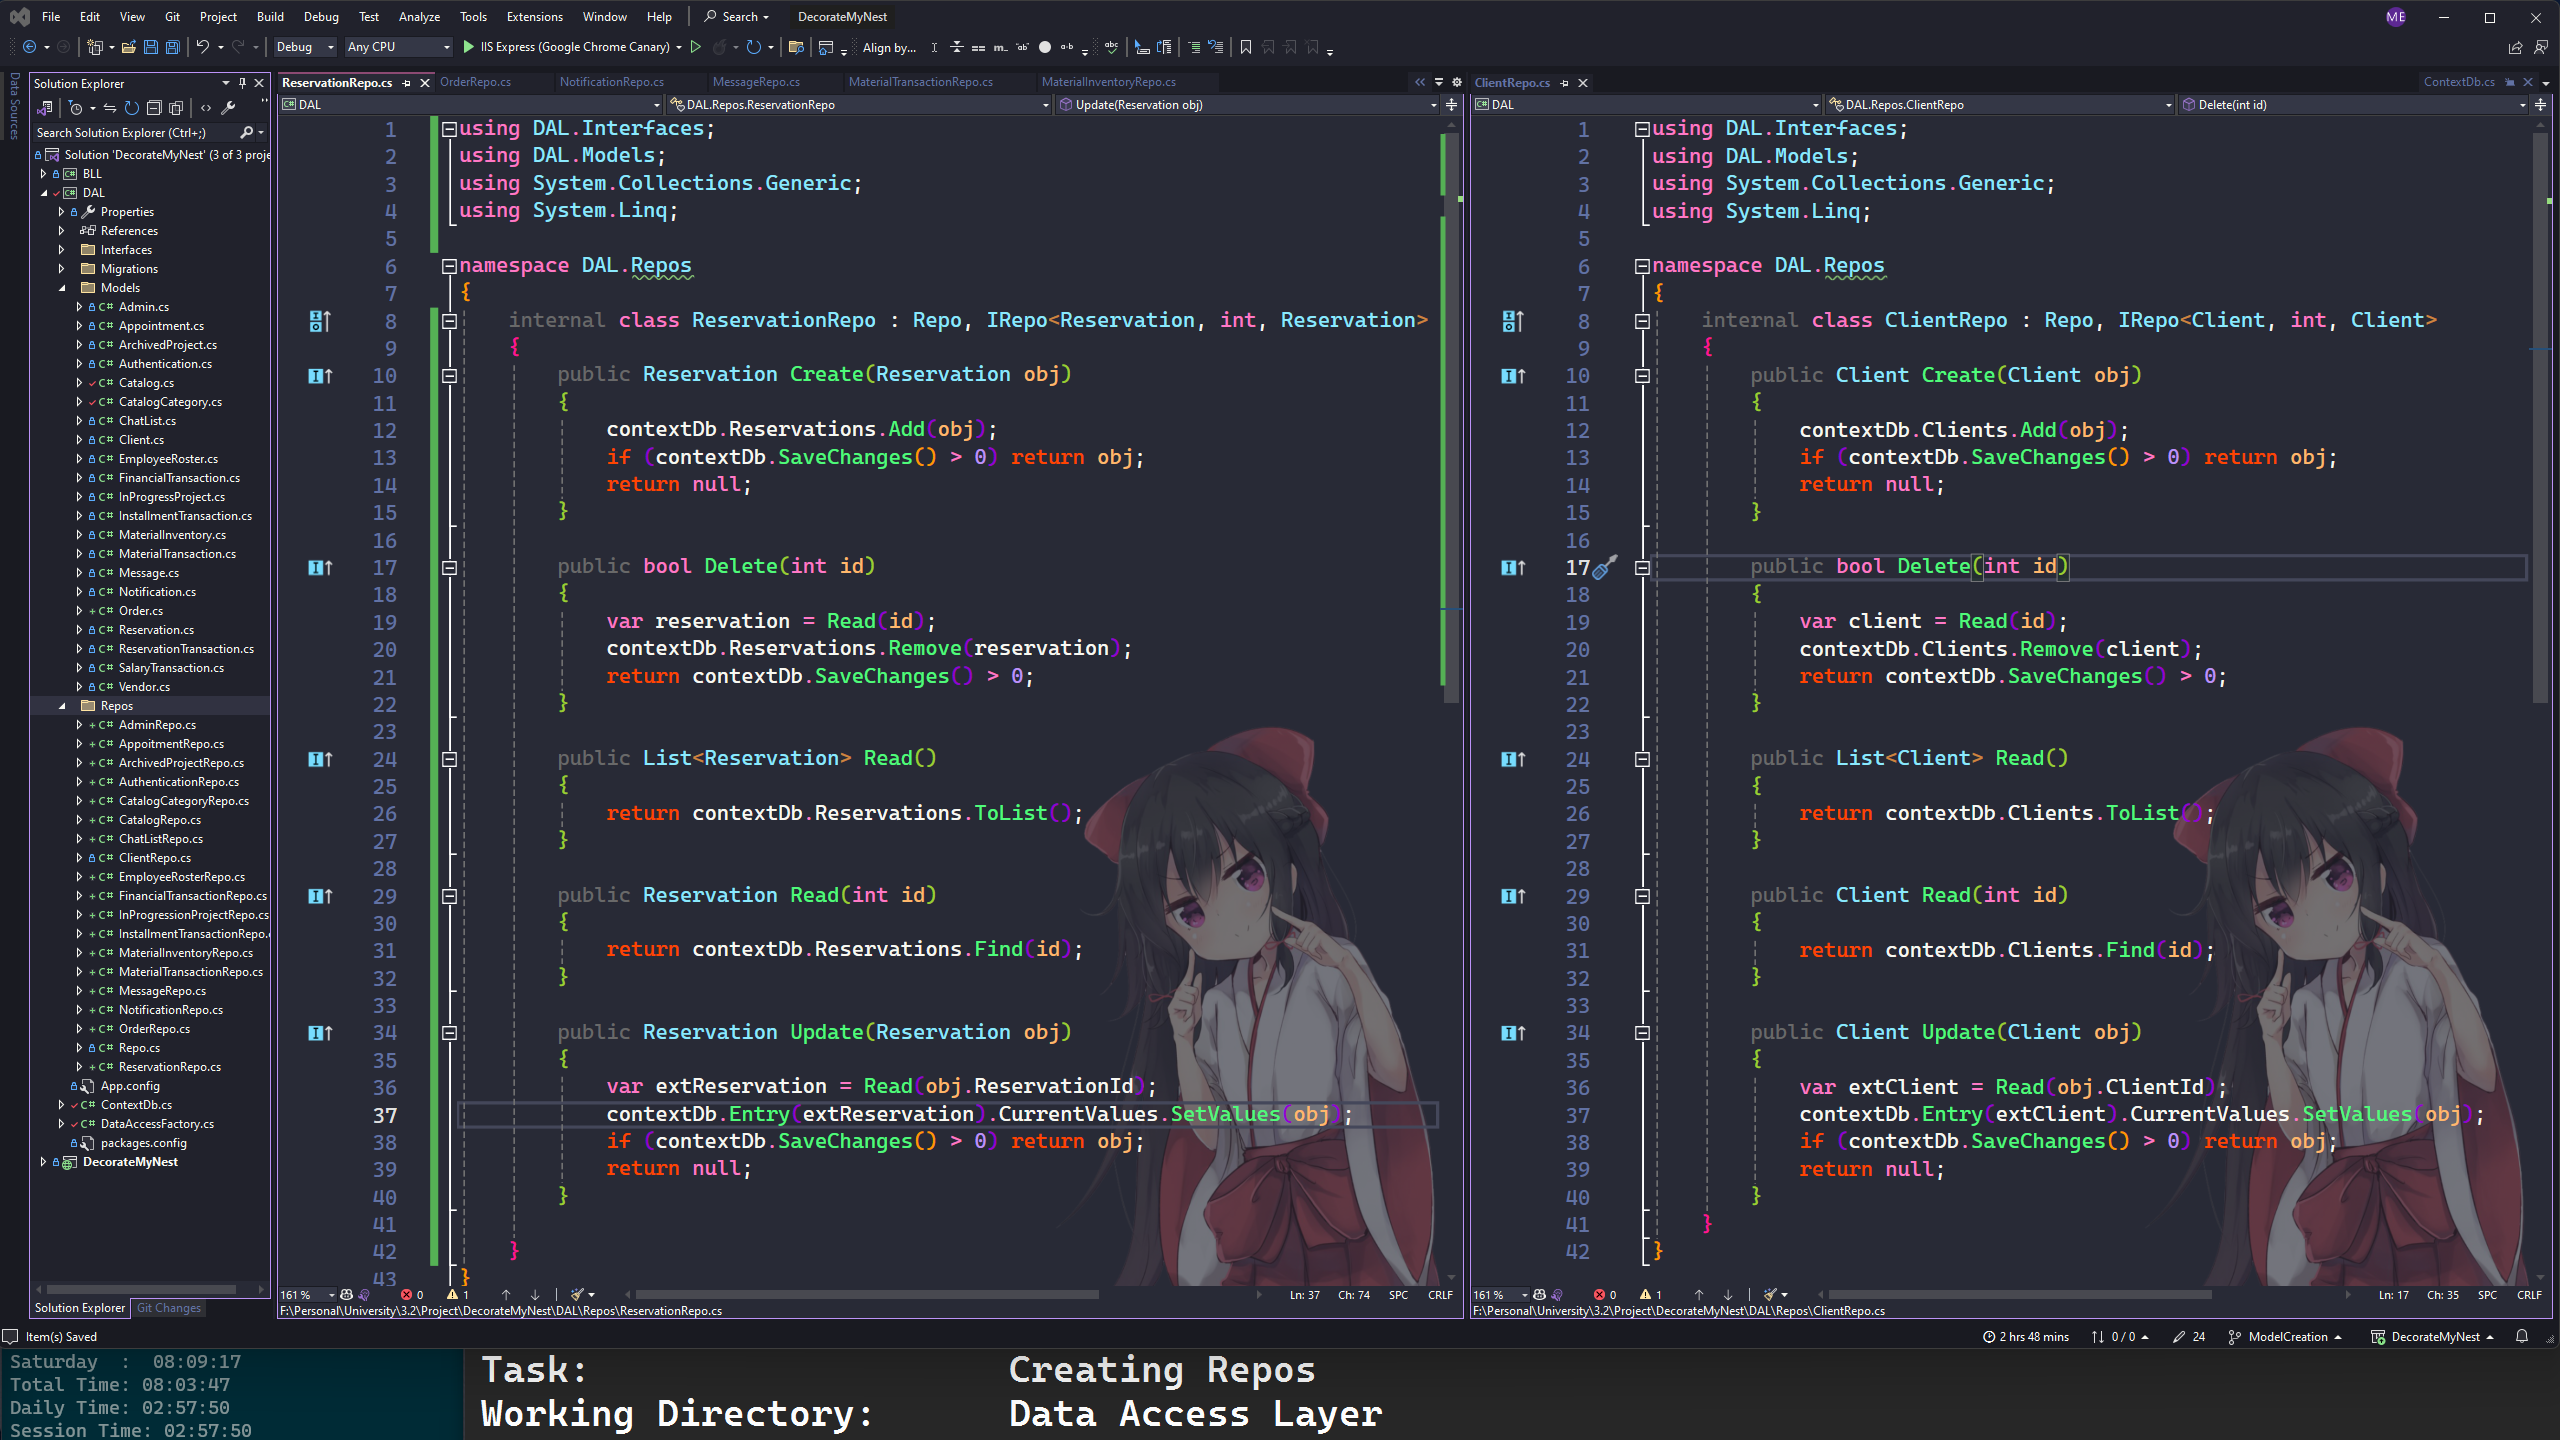 File Edit View Git Project Build Debug Test Analyze Tools Extensions Window Help Search DecorateMyNest ME
Debug Any CPU IIS Express (Google Chrome Canary) Align by...
Data Sources
Solution Explorer
Search Solution Explorer (Ctrl+;)
Solution 'DecorateMyNest' (3 of 3 proje
BLL
DAL
Properties
References
Interfaces
Migrations
Models
Admin.cs
Appointment.cs
ArchivedProject.cs
Authentication.cs
Catalog.cs
CatalogCategory.cs
ChatList.cs
Client.cs
EmployeeRoster.cs
FinancialTransaction.cs
InProgressProject.cs
InstallmentTransaction.cs
MaterialInventory.cs
MaterialTransaction.cs
Message.cs
Notification.cs
Order.cs
Reservation.cs
ReservationTransaction.cs
SalaryTransaction.cs
Vendor.cs
Repos
AdminRepo.cs
AppoitmentRepo.cs
ArchivedProjectRepo.cs
AuthenticationRepo.cs
CatalogCategoryRepo.cs
CatalogRepo.cs
ChatListRepo.cs
ClientRepo.cs
EmployeeRosterRepo.cs
FinancialTransactionRepo.cs
InProgressionProjectRepo.cs
InstallmentTransactionRepo.
MaterialInventoryRepo.cs
MaterialTransactionRepo.cs
MessageRepo.cs
NotificationRepo.cs
OrderRepo.cs
Repo.cs
ReservationRepo.cs
App.config
ContextDb.cs
DataAccessFactory.cs
packages.config
DecorateMyNest
Solution Explorer Git Changes
ReservationRepo.cs OrderRepo.cs NotificationRepo.cs MessageRepo.cs MaterialTransactionRepo.cs MaterialInventoryRepo.cs
DAL DAL.Repos.ReservationRepo Update(Reservation obj)
1 using DAL.Interfaces;
2 using DAL.Models;
3 using System.Collections.Generic;
4 using System.Linq;
5
6 namespace DAL.Repos
7 {
8 internal class ReservationRepo : Repo, IRepo<Reservation, int, Reservation>
9 {
10 public Reservation Create(Reservation obj)
11 {
12 contextDb.Reservations.Add(obj);
13 if (contextDb.SaveChanges() > 0) return obj;
14 return null;
15 }
16
17 public bool Delete(int id)
18 {
19 var reservation = Read(id);
20 contextDb.Reservations.Remove(reservation);
21 return contextDb.SaveChanges() > 0;
22 }
23
24 public List<Reservation> Read()
25 {
26 return contextDb.Reservations.ToList();
27 }
28
29 public Reservation Read(int id)
30 {
31 return contextDb.Reservations.Find(id);
32 }
33
34 public Reservation Update(Reservation obj)
35 {
36 var extReservation = Read(obj.ReservationId);
37 contextDb.Entry(extReservation).CurrentValues.SetValues(obj);
38 if (contextDb.SaveChanges() > 0) return obj;
39 return null;
40 }
41
42 }
43 }
161 % 0 1 Ln: 37 Ch: 74 SPC CRLF
F:\Personal\University\3.2\Project\DecorateMyNest\DAL\Repos\ReservationRepo.cs
ClientRepo.cs ContextDb.cs
DAL DAL.Repos.ClientRepo Delete(int id)
1 using DAL.Interfaces;
2 using DAL.Models;
3 using System.Collections.Generic;
4 using System.Linq;
5
6 namespace DAL.Repos
7 {
8 internal class ClientRepo : Repo, IRepo<Client, int, Client>
9 {
10 public Client Create(Client obj)
11 {
12 contextDb.Clients.Add(obj);
13 if (contextDb.SaveChanges() > 0) return obj;
14 return null;
15 }
16
17 public bool Delete(int id)
18 {
19 var client = Read(id);
20 contextDb.Clients.Remove(client);
21 return contextDb.SaveChanges() > 0;
22 }
23
24 public List<Client> Read()
25 {
26 return contextDb.Clients.ToList();
27 }
28
29 public Client Read(int id)
30 {
31 return contextDb.Clients.Find(id);
32 }
33
34 public Client Update(Client obj)
35 {
36 var extClient = Read(obj.ClientId);
37 contextDb.Entry(extClient).CurrentValues.SetValues(obj);
38 if (contextDb.SaveChanges() > 0) return obj;
39 return null;
40 }
41 }
42 }
161 % 0 1 Ln: 17 Ch: 35 SPC CRLF
F:\Personal\University\3.2\Project\DecorateMyNest\DAL\Repos\ClientRepo.cs
Item(s) Saved 2 hrs 48 mins 0 / 0 24 ModelCreation DecorateMyNest
Saturday : 08:09:17
Total Time: 08:03:47
Daily Time: 02:57:50
Session Time: 02:57:50
Task: Creating Repos
Working Directory: Data Access Layer